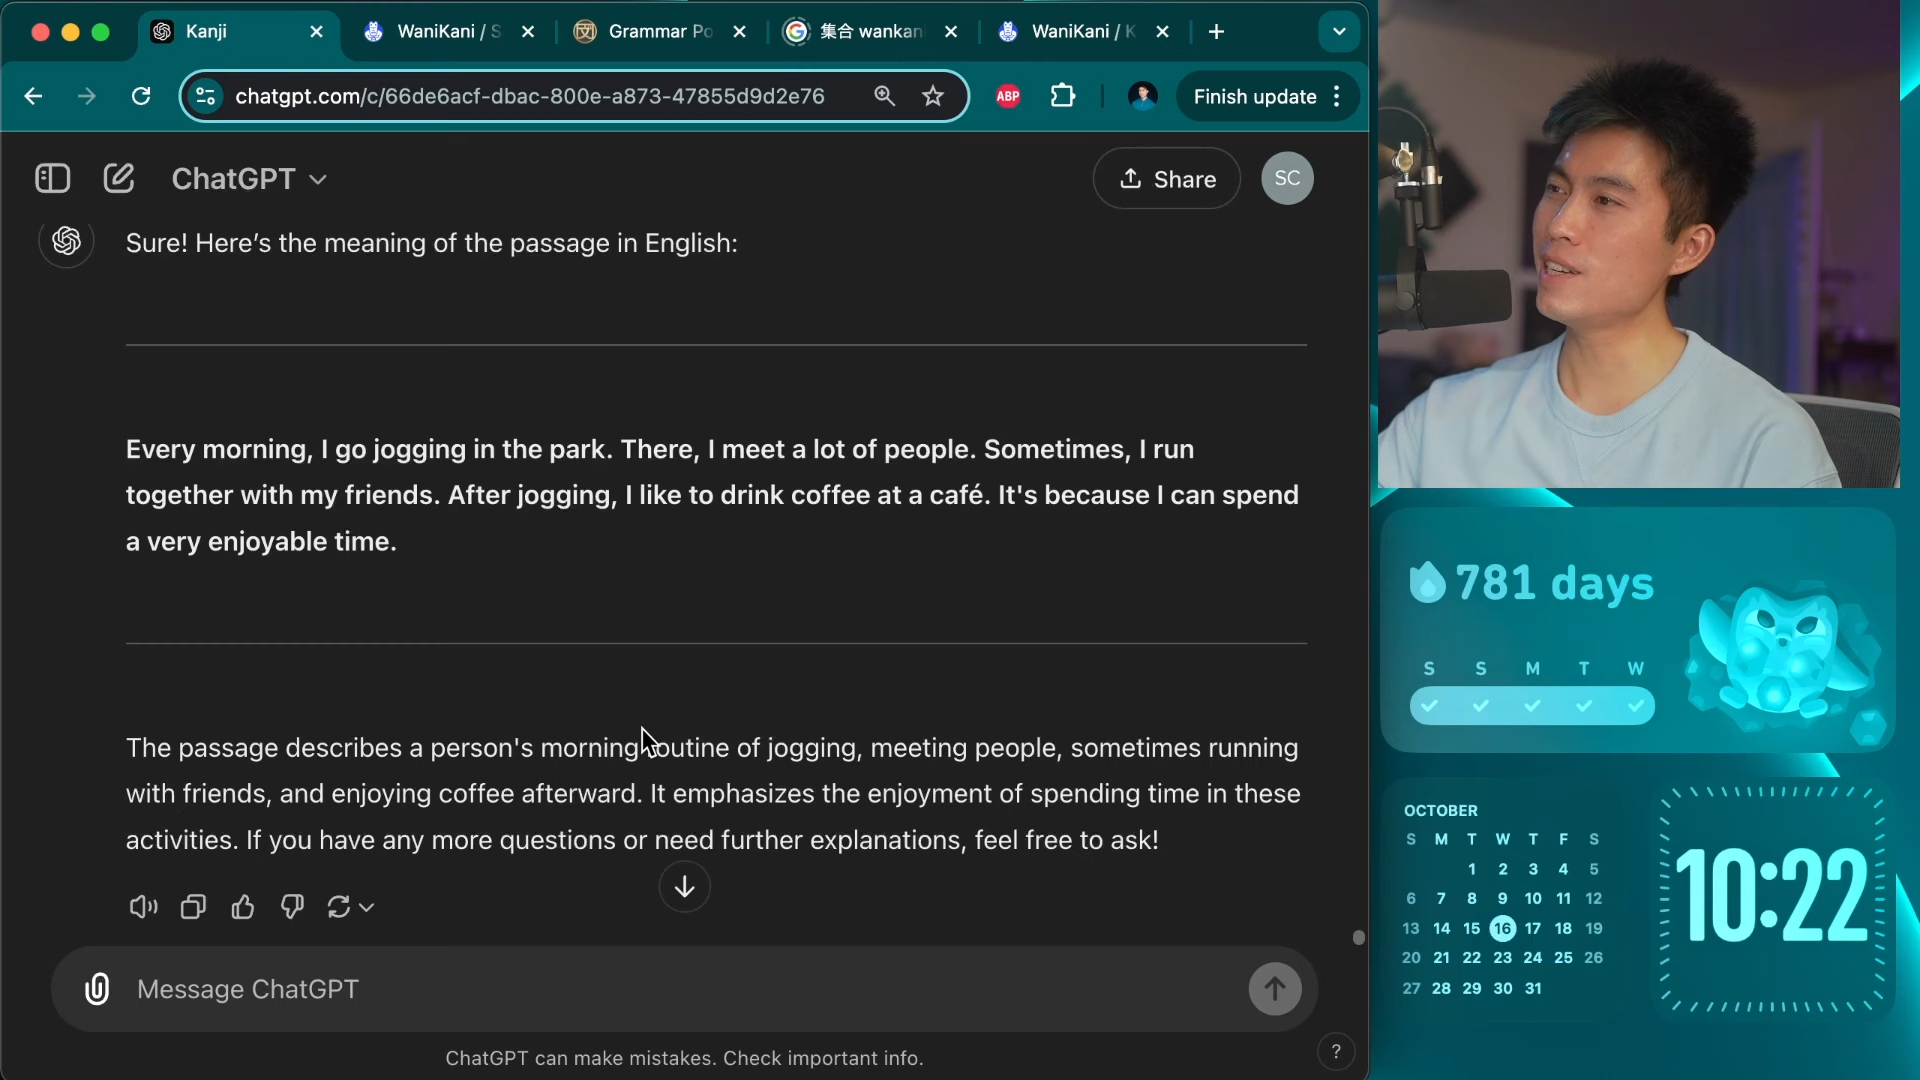 Kanji
WaniKani / S
Grammar Po
集合 wankan
WaniKani / K
chatgpt.com/c/66de6acf-dbac-800e-a873-47855d9d2e76
ABP
Finish update
ChatGPT
Share
SC
Sure! Here’s the meaning of the passage in English:
Every morning, I go jogging in the park. There, I meet a lot of people. Sometimes, I run
together with my friends. After jogging, I like to drink coffee at a café. It's because I can spend
a very enjoyable time.
The passage describes a person's morning routine of jogging, meeting people, sometimes running
with friends, and enjoying coffee afterward. It emphasizes the enjoyment of spending time in these
activities. If you have any more questions or need further explanations, feel free to ask!
Message ChatGPT
ChatGPT can make mistakes. Check important info.
?
781 days
S S M T W
OCTOBER
S M T W T F S
1 2 3 4 5
6 7 8 9 10 11 12
13 14 15 16 17 18 19
20 21 22 23 24 25 26
27 28 29 30 31
10:22